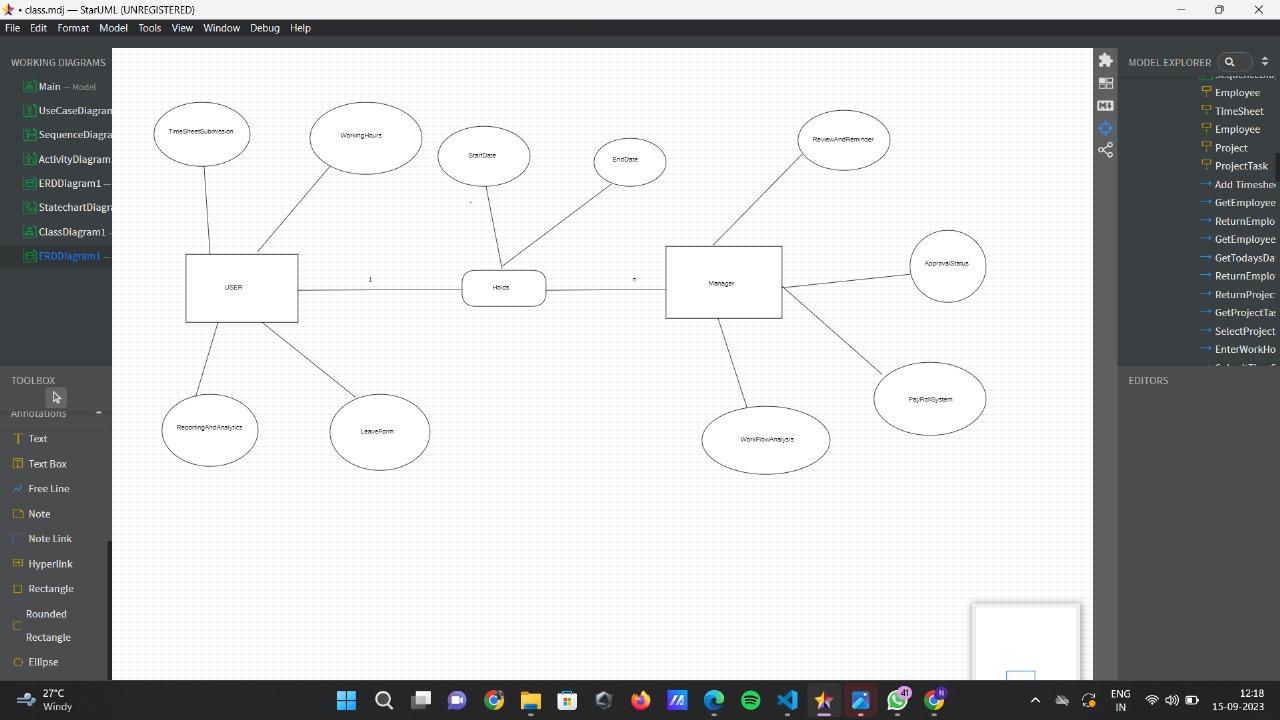 • class.mdj — StarUML (UNREGISTERED)
File Edit Format Model Tools View Window Debug Help
WORKING DIAGRAMS
Main — Model
UseCaseDiagram
SequenceDiagra
ActivityDiagram
ERDDIagram1 —
StatechartDiagra
ClassDiagram1
ERDDiagram1 —
TOOLBOX
Annotations
Text
Text Box
Free Line
Note
Note Link
Hyperlink
Rectangle
Rounded
Rectangle
Ellipse
TimeSheetSubmission
WorkingHours
StartDate
EndDate
ReviewAndReminder
USER
1
Holds
n
Manager
ApprovalStatus
ReportingAndAnalytics
LeaveForm
WorkFlowAnalysis
PayRollSystem
M
MODEL EXPLORER
Employee
TimeSheet
Employee
Project
ProjectTask
Add Timeshe
GetEmployee
ReturnEmplo
GetEmployee
GetTodaysDa
ReturnEmplo
ReturnProjec
GetProjectTa
SelectProject
EnterWorkHo
EDITORS
27°C
Windy
41
N
ENG
IN
12:18
15-09-2023